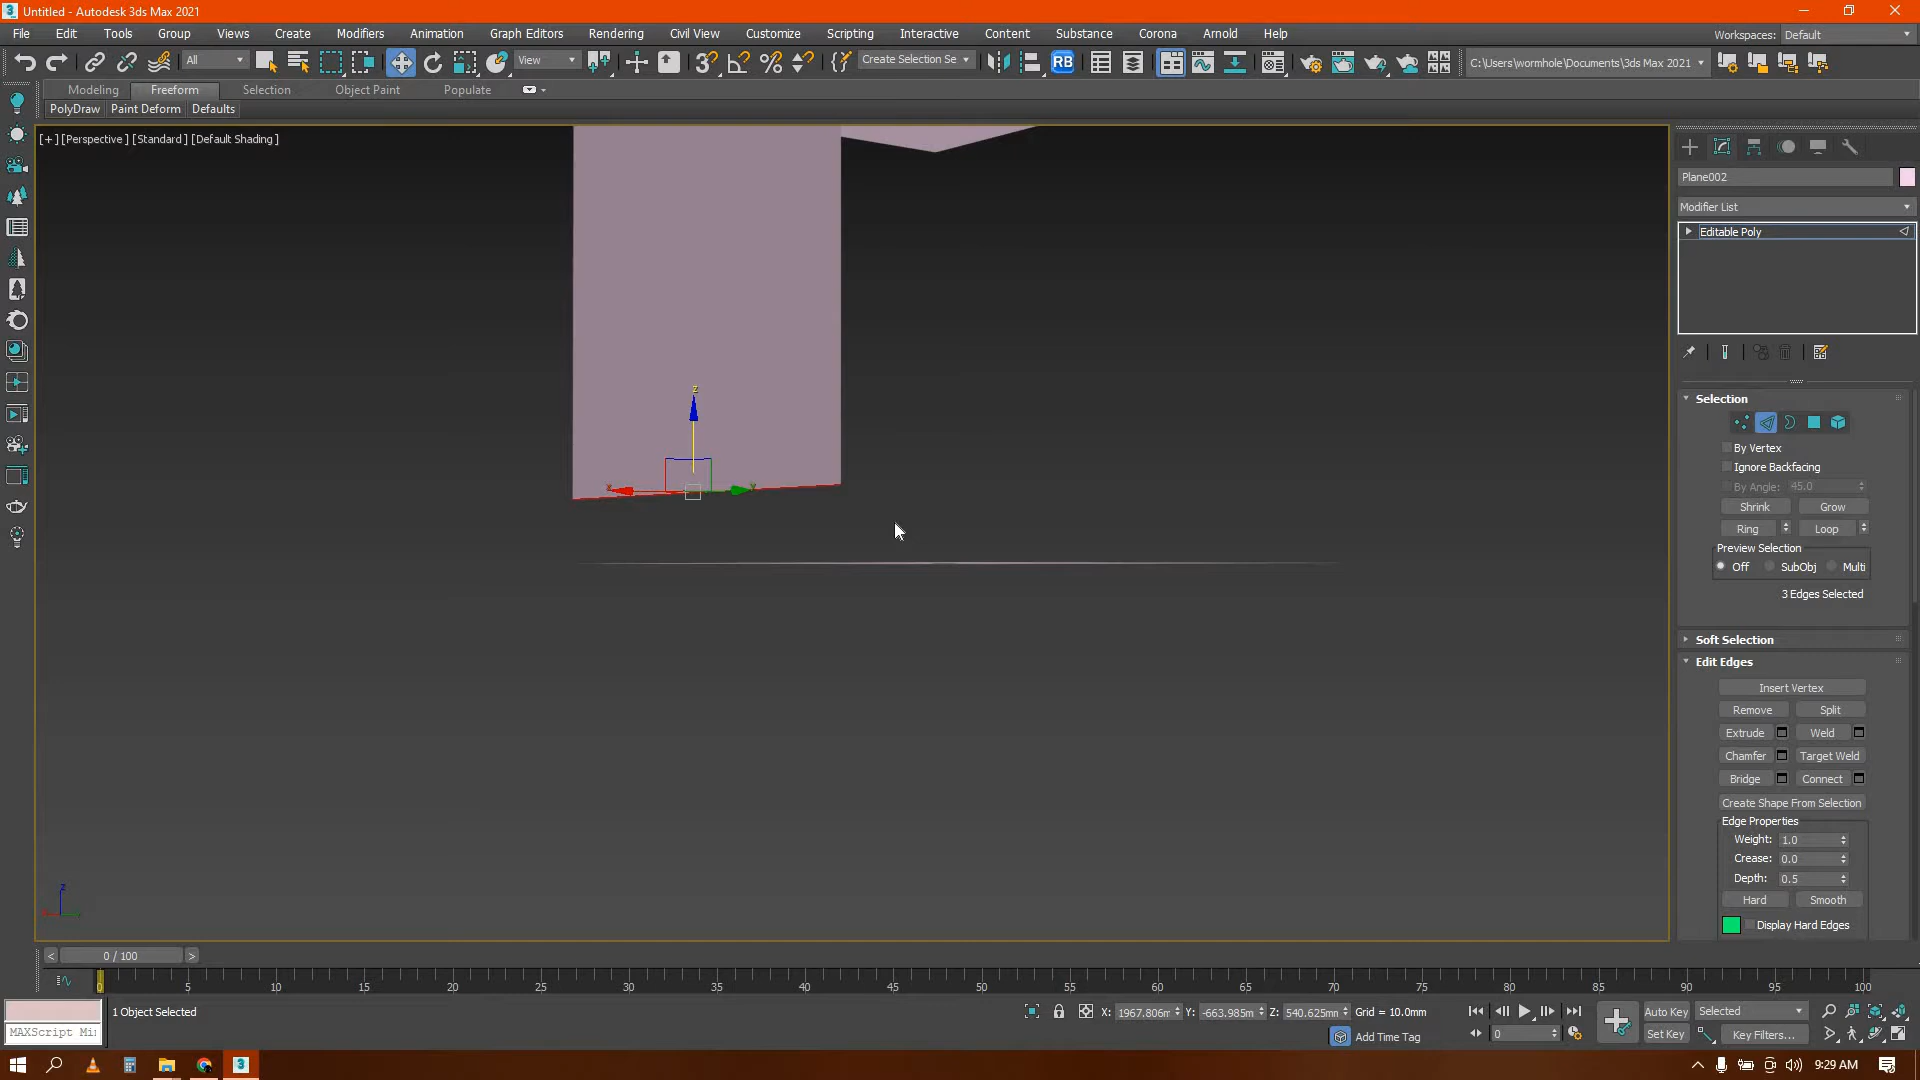 Untitled - Autodesk 3ds Max 2021
File Edit Tools Group Views Create Modifiers Animation Graph Editors Rendering Civil View Customize Scripting Interactive Content Substance Corona Arnold Help
Workspaces: Default
All View Create Selection Se RB C:\Users\wormhole\Documents\3ds Max 2021
Modeling Freeform Selection Object Paint Populate
PolyDraw Paint Deform Defaults
[+] [Perspective] [Standard] [Default Shading]
Plane002
Modifier List
Editable Poly
Selection
By Vertex
Ignore Backfacing
By Angle: 45.0
Shrink Grow
Ring Loop
Preview Selection
Off SubObj Multi
3 Edges Selected
Soft Selection
Edit Edges
Insert Vertex
Remove Split
Extrude Weld
Chamfer Target Weld
Bridge Connect
Create Shape From Selection
Edge Properties
Weight: 1.0
Crease: 0.0
Depth: 0.5
Hard Smooth
Display Hard Edges
z
x y
z
< 0 / 100 >
0 5 10 15 20 25 30 35 40 45 50 55 60 65 70 75 80 85 90 95 100
1 Object Selected
X: 1967.806m Y: -663.985m Z: 540.625mm Grid = 10.0mm
Auto Key Selected
MAXScript Mi
Add Time Tag
0
Set Key Key Filters...
9:29 AM